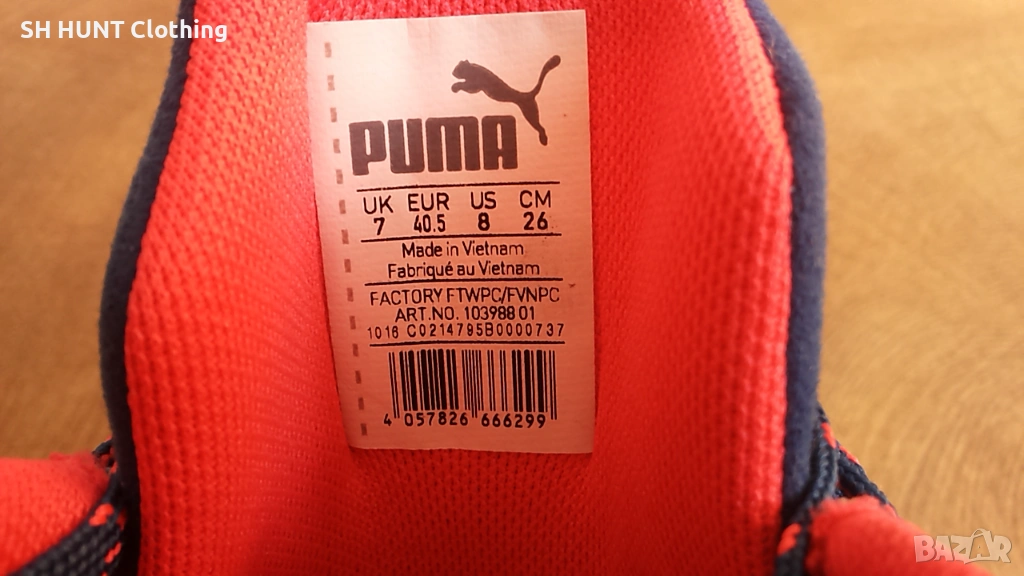 SH HUNT Clothing
PUMA
UK EUR US CM
7 40.5 8 26
Made in Vietnam
Fabriqué au Vietnam
FACTORY FTWPC/FVNPC
ART.NO. 103988 01
1016 C0214795B0000737
4 057826 666299
BAZAR